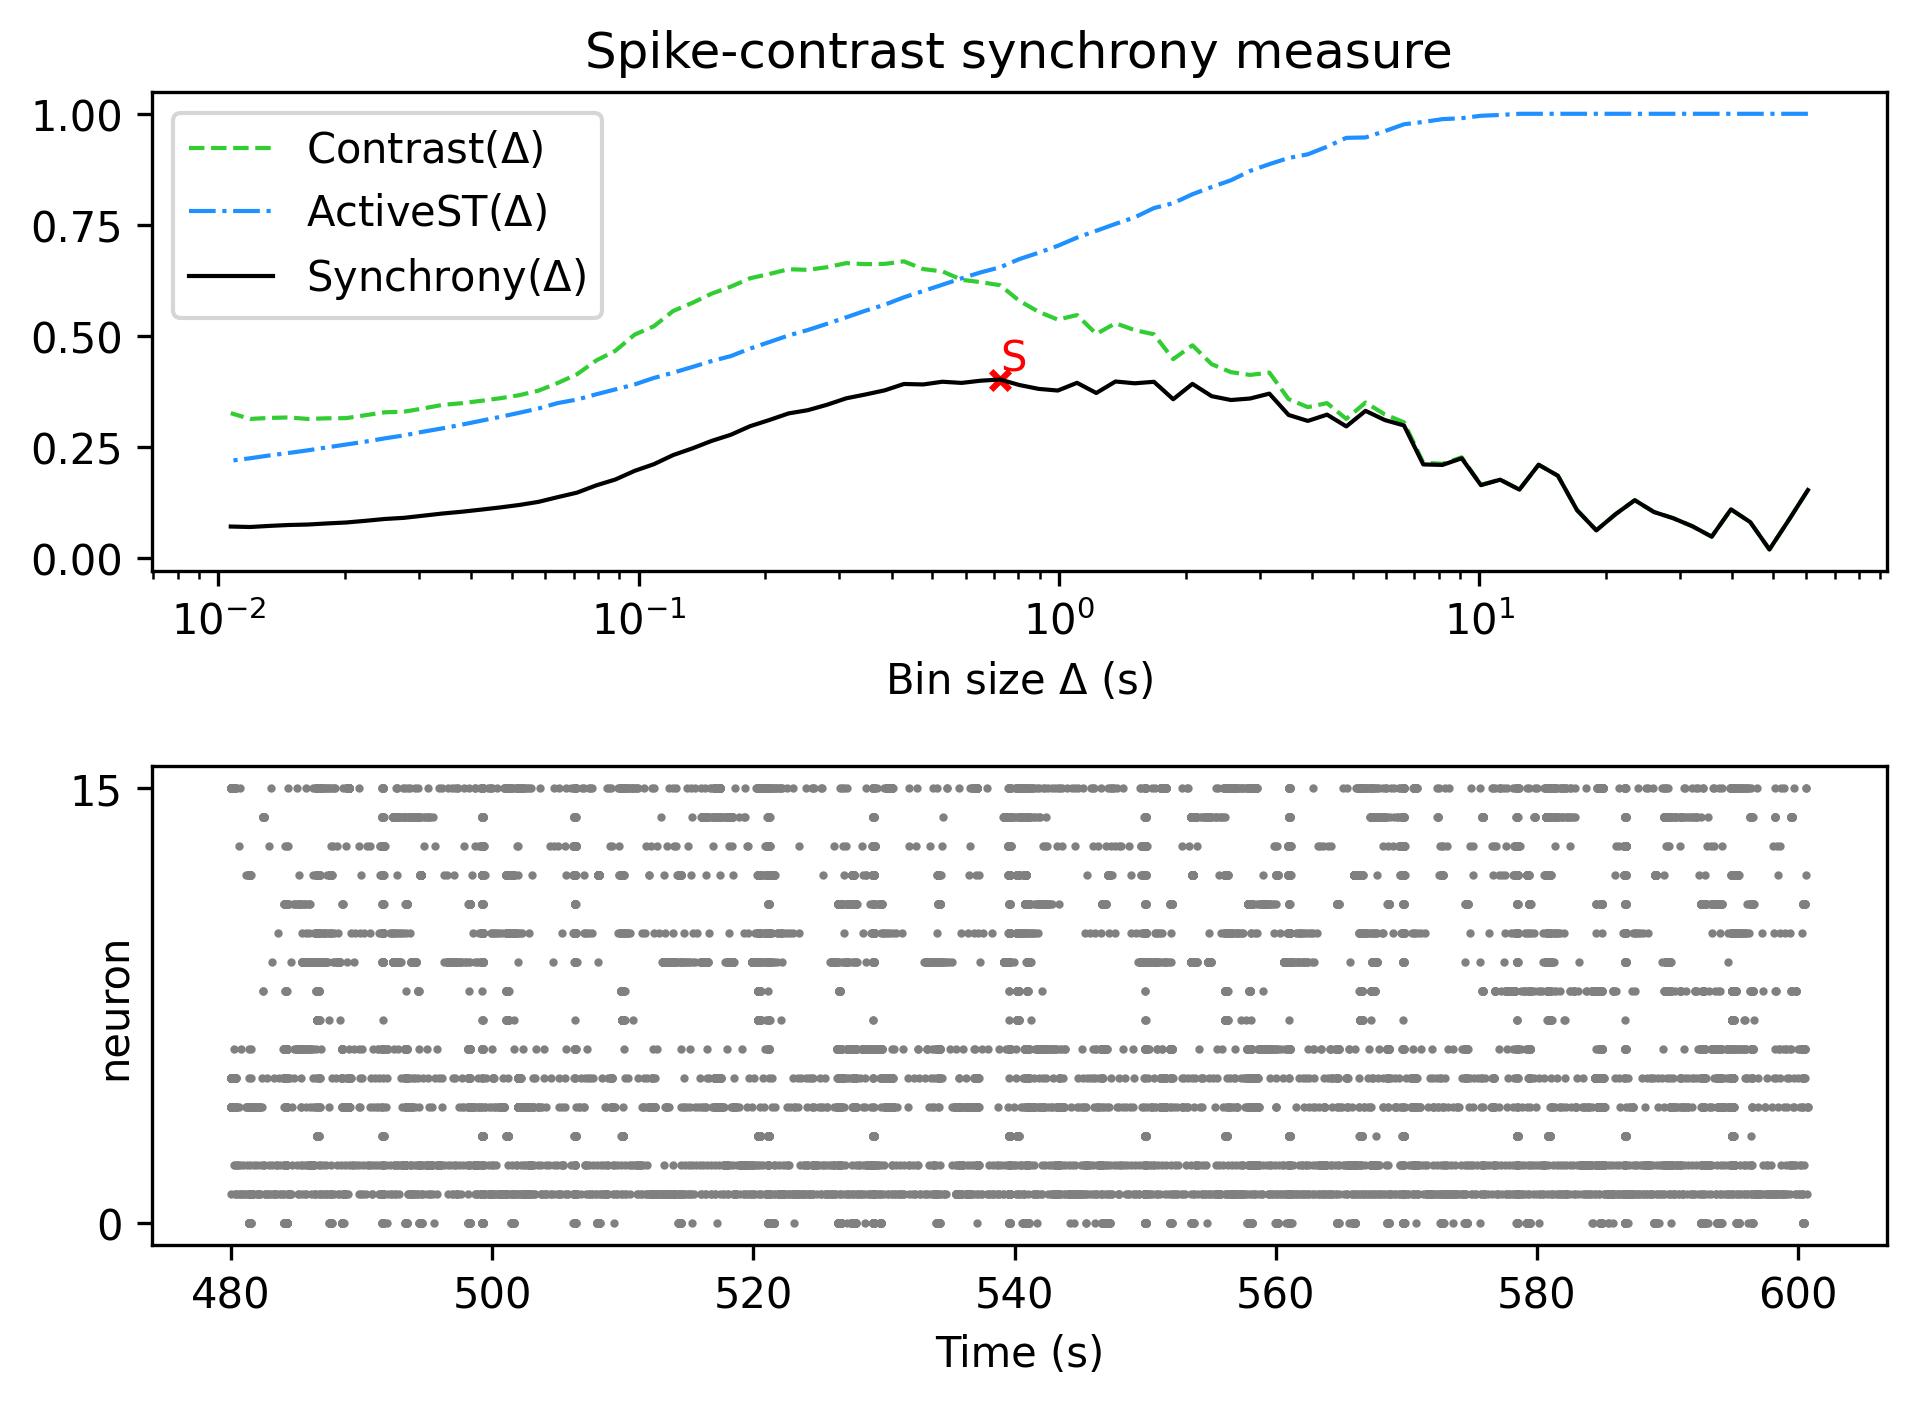 Spike-contrast synchrony measure
1.00
0.75
0.50
0.25
0.00
Contrast(Δ)
ActiveST(Δ)
Synchrony(Δ)
S
10⁻² 10⁻¹ 10⁰ 10¹
Bin size Δ (s)
15
0
neuron
480 500 520 540 560 580 600
Time (s)